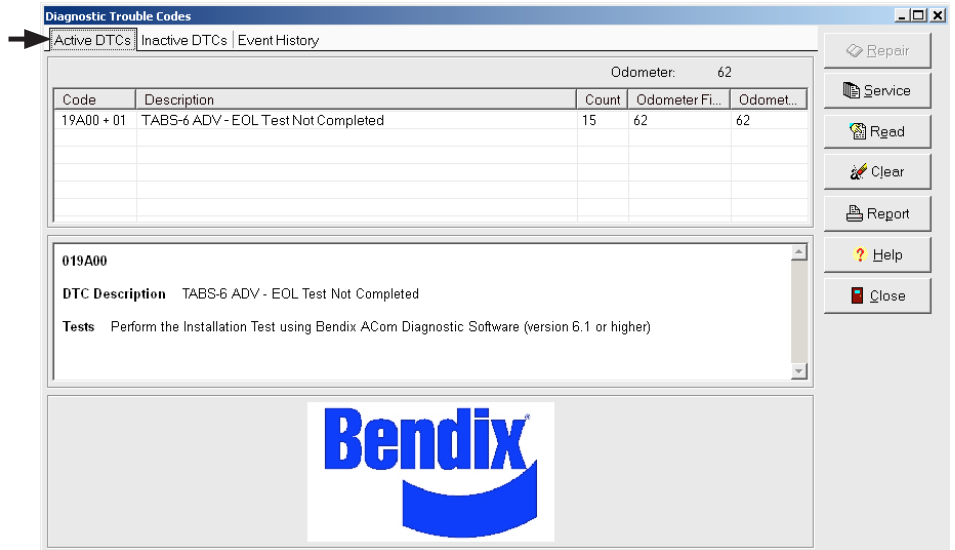 Diagnostic Trouble Codes
Active DTCs Inactive DTCs Event History
Odometer: 62
Code Description Count Odometer Fi... Odomet...
19A00 + 01 TABS-6 ADV - EOL Test Not Completed 15 62 62
019A00
DTC Description TABS-6 ADV - EOL Test Not Completed
Tests Perform the Installation Test using Bendix ACom Diagnostic Software (version 6.1 or higher)
Bendix®
Repair
Service
Read
Clear
Report
Help
Close